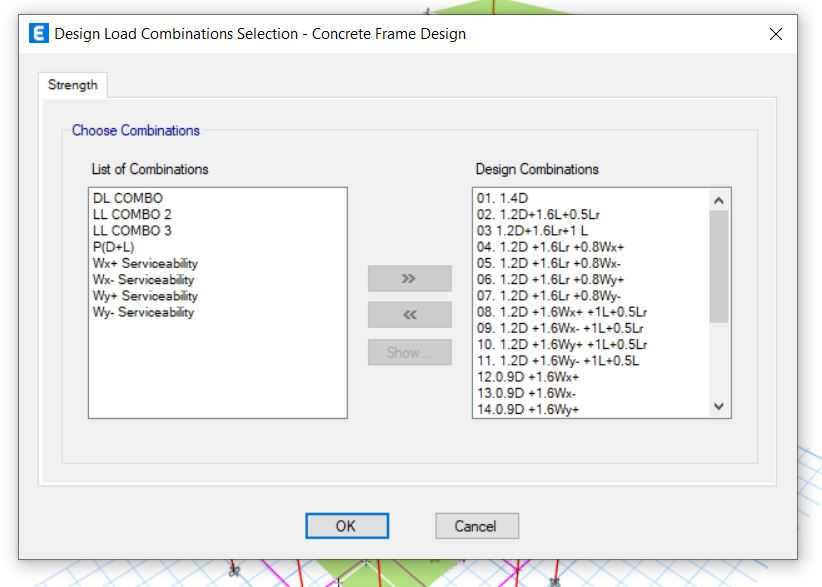 E Design Load Combinations Selection - Concrete Frame Design
Strength
Choose Combinations
List of Combinations
DL COMBO
LL COMBO 2
LL COMBO 3
P(D+L)
Wx+ Serviceability
Wx- Serviceability
Wy+ Serviceability
Wy- Serviceability
>>
<<
Show...
Design Combinations
01. 1.4D
02. 1.2D+1.6L+0.5Lr
03 1.2D+1.6Lr+1 L
04. 1.2D +1.6Lr +0.8Wx+
05. 1.2D +1.6Lr +0.8Wx-
06. 1.2D +1.6Lr +0.8Wy+
07. 1.2D +1.6Lr +0.8Wy-
08. 1.2D +1.6Wx+ +1L+0.5Lr
09. 1.2D +1.6Wx- +1L+0.5Lr
10. 1.2D +1.6Wy+ +1L+0.5Lr
11. 1.2D +1.6Wy- +1L+0.5L
12.0.9D +1.6Wx+
13.0.9D +1.6Wx-
14.0.9D +1.6Wy+
OK
Cancel